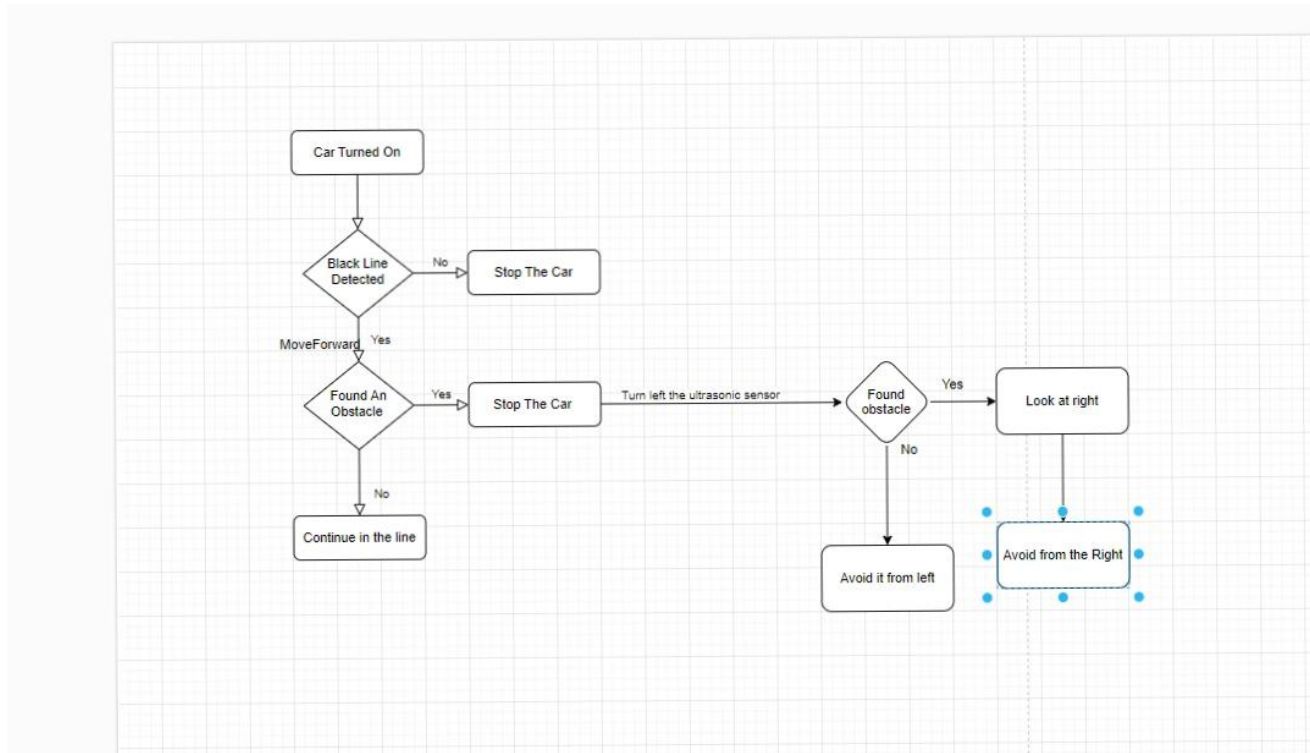 Car Turned On
Black Line
Detected
No
Stop The Car
MoveForward
Yes
Found An
Obstacle
Yes
Stop The Car
Turn left the ultrasonic sensor
Found
obstacle
Yes
Look at right
No
No
Continue in the line
Avoid it from left
Avoid from the Right